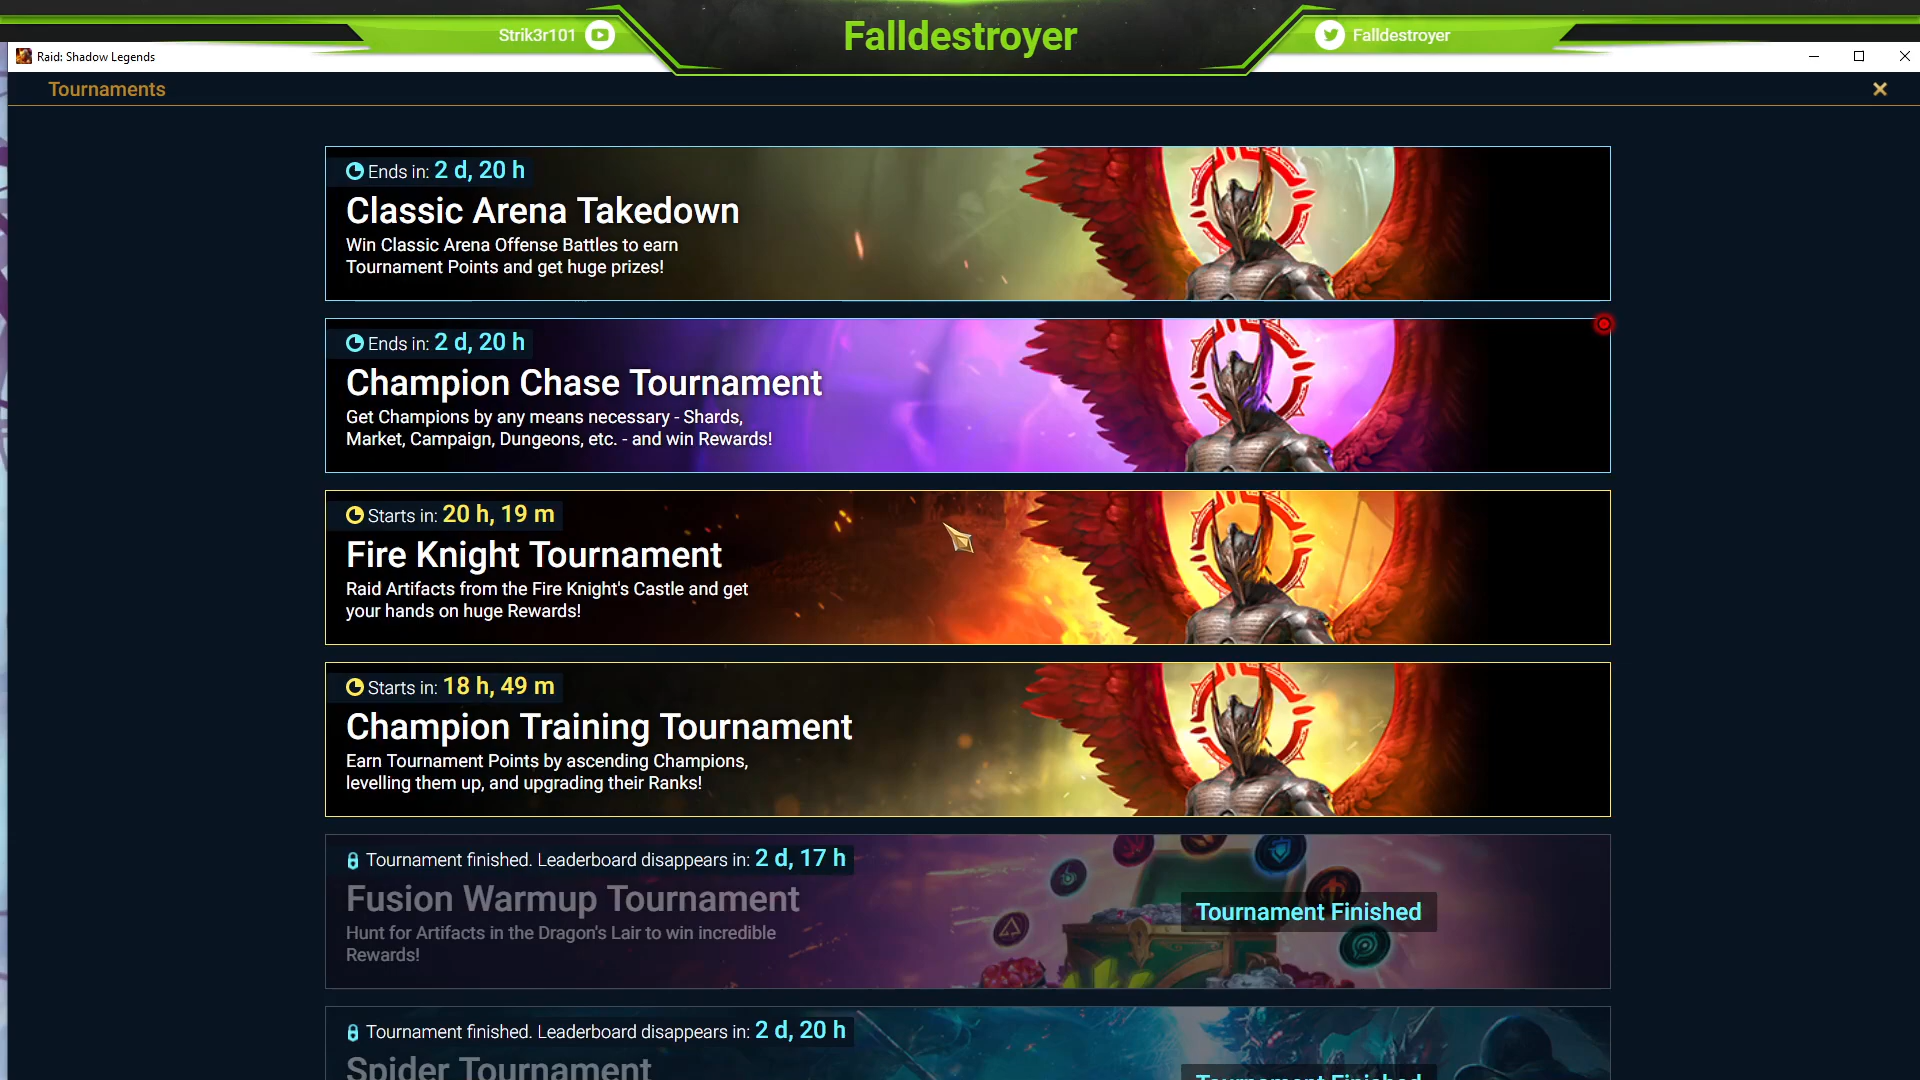 Strik3r101
Falldestroyer
Falldestroyer
Raid: Shadow Legends
Tournaments
Ends in: 2 d, 20 h
Classic Arena Takedown
Win Classic Arena Offense Battles to earn
Tournament Points and get huge prizes!
Ends in: 2 d, 20 h
Champion Chase Tournament
Get Champions by any means necessary - Shards,
Market, Campaign, Dungeons, etc. - and win Rewards!
Starts in: 20 h, 19 m
Fire Knight Tournament
Raid Artifacts from the Fire Knight's Castle and get
your hands on huge Rewards!
Starts in: 18 h, 49 m
Champion Training Tournament
Earn Tournament Points by ascending Champions,
levelling them up, and upgrading their Ranks!
Tournament finished. Leaderboard disappears in: 2 d, 17 h
Fusion Warmup Tournament
Hunt for Artifacts in the Dragon's Lair to win incredible
Rewards!
Tournament Finished
Tournament finished. Leaderboard disappears in: 2 d, 20 h
Spider Tournament
Tournament Finished